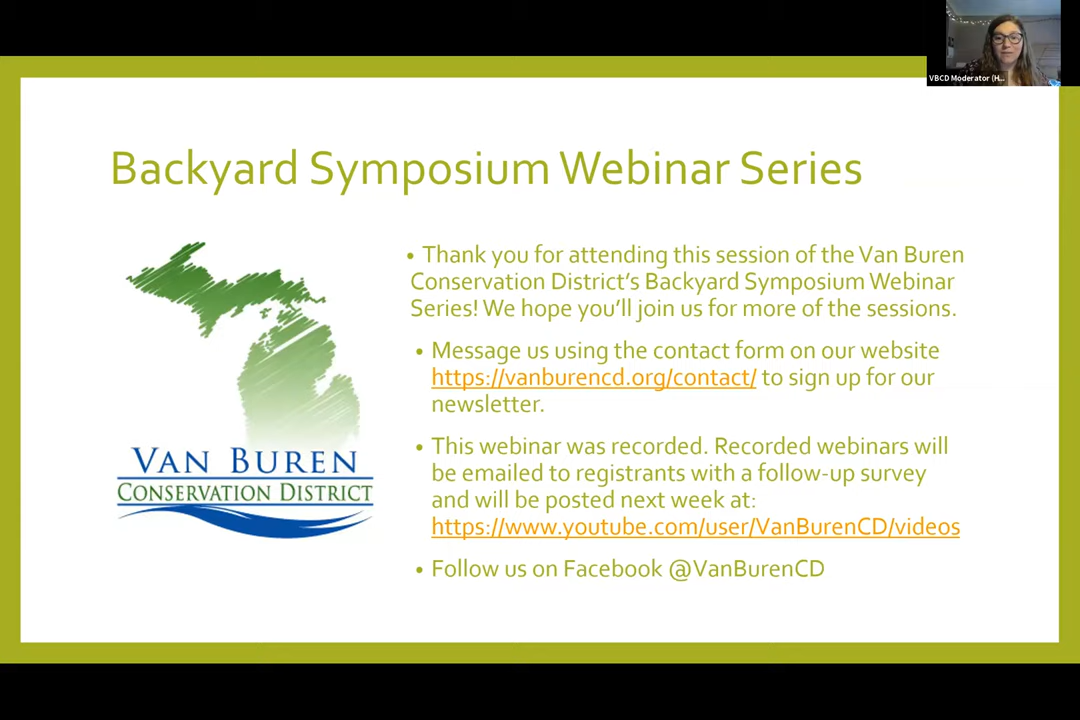 VBCD Moderator (H...
Backyard Symposium Webinar Series
• Thank you for attending this session of the Van Buren
Conservation District's Backyard Symposium Webinar
Series! We hope you'll join us for more of the sessions.
• Message us using the contact form on our website
https://vanburencd.org/contact/ to sign up for our
newsletter.
• This webinar was recorded. Recorded webinars will
be emailed to registrants with a follow-up survey
and will be posted next week at:
https://www.youtube.com/user/VanBurenCD/videos
• Follow us on Facebook @VanBurenCD
VAN BUREN
CONSERVATION DISTRICT